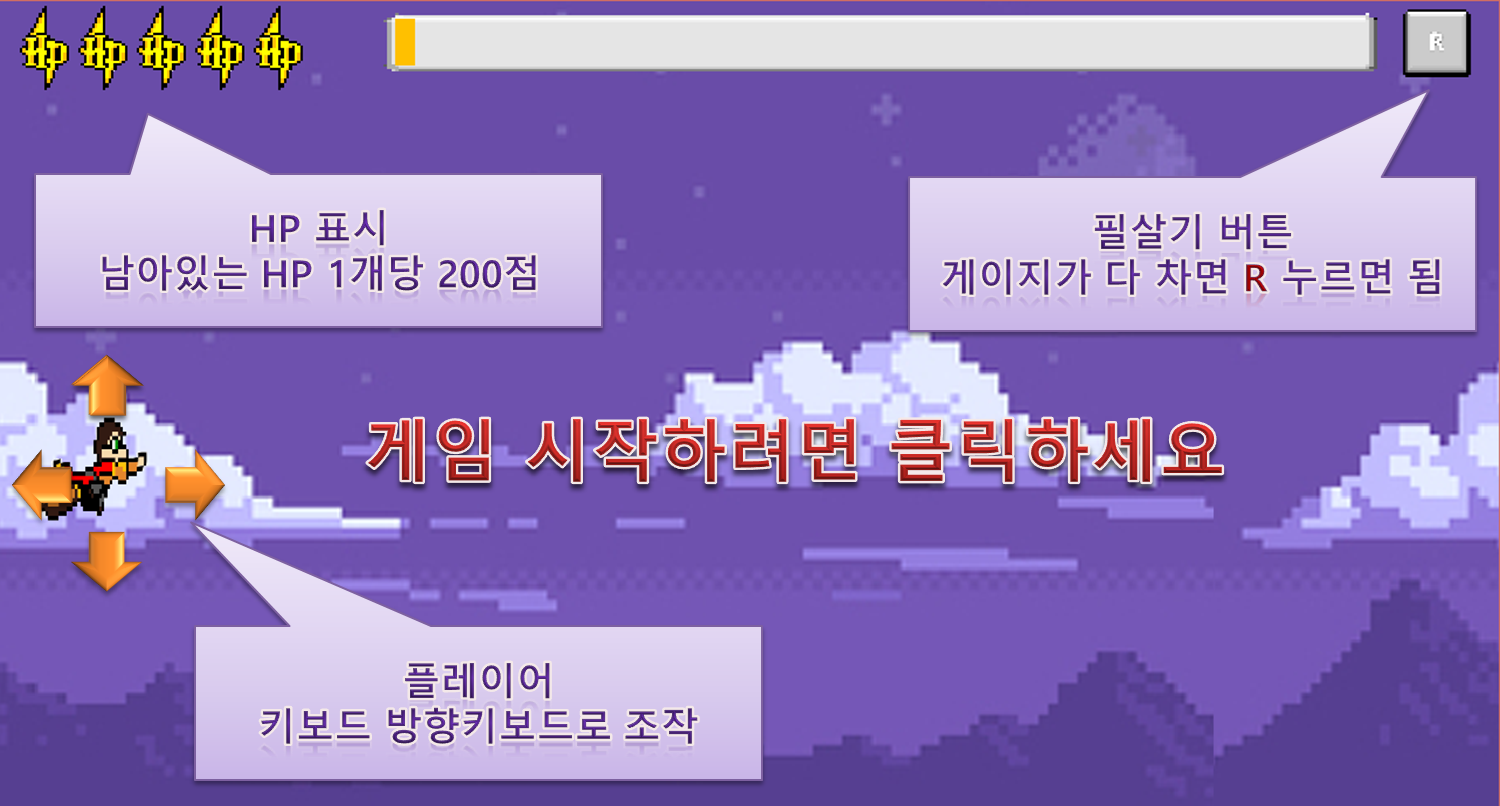 Hp Hp Hp Hp Hp
R
HP 표시
남아있는 HP 1개당 200점
필살기 버튼
게이지가 다 차면 R 누르면 됨
게임 시작하려면 클릭하세요
플레이어
키보드 방향키보드로 조작